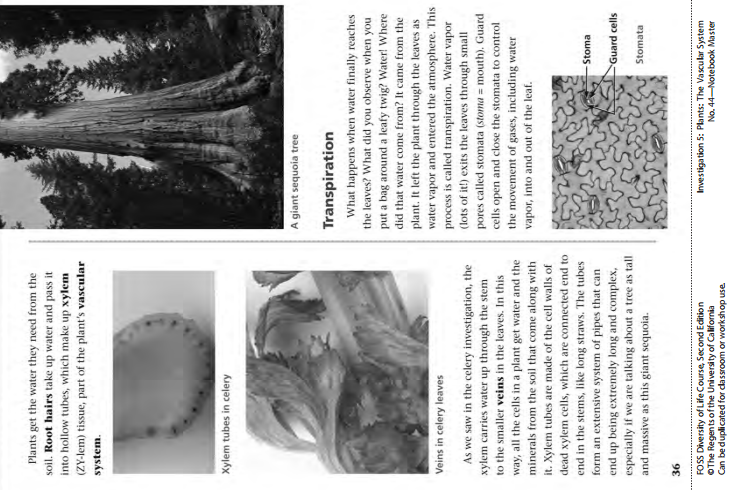 Plants get the water they need from the
soil. Root hairs take up water and pass it
into hollow tubes, which make up xylem
(ZY-lem) tissue, part of the plant's vascular
system.
Xylem tubes in celery
Veins in celery leaves
As we saw in the celery investigation, the
xylem carries water up through the stem
to the smaller veins in the leaves. In this
way, all the cells in a plant get water and the
minerals from the soil that come along with
it. Xylem tubes are made of the cell walls of
dead xylem cells, which are connected end to
end in the stems, like long straws. The tubes
form an extensive system of pipes that can
end up being extremely long and complex,
especially if we are talking about a tree as tall
and massive as this giant sequoia.
36
A giant sequoia tree
Transpiration
What happens when water finally reaches
the leaves? What did you observe when you
put a bag around a leafy twig? Water! Where
did that water come from? It came from the
plant. It left the plant through the leaves as
water vapor and entered the atmosphere. This
process is called transpiration. Water vapor
(lots of it!) exits the leaves through small
pores called stomata (stoma = mouth). Guard
cells open and close the stomata to control
the movement of gases, including water
vapor, into and out of the leaf.
Stoma
Guard cells
Stomata
FOSS Diversity of Life Course, Second Edition
©The Regents of the University of California
Can be duplicated for classroom or workshop use.
Investigation 5: Plants: The Vascular System
No. 44—Notebook Master